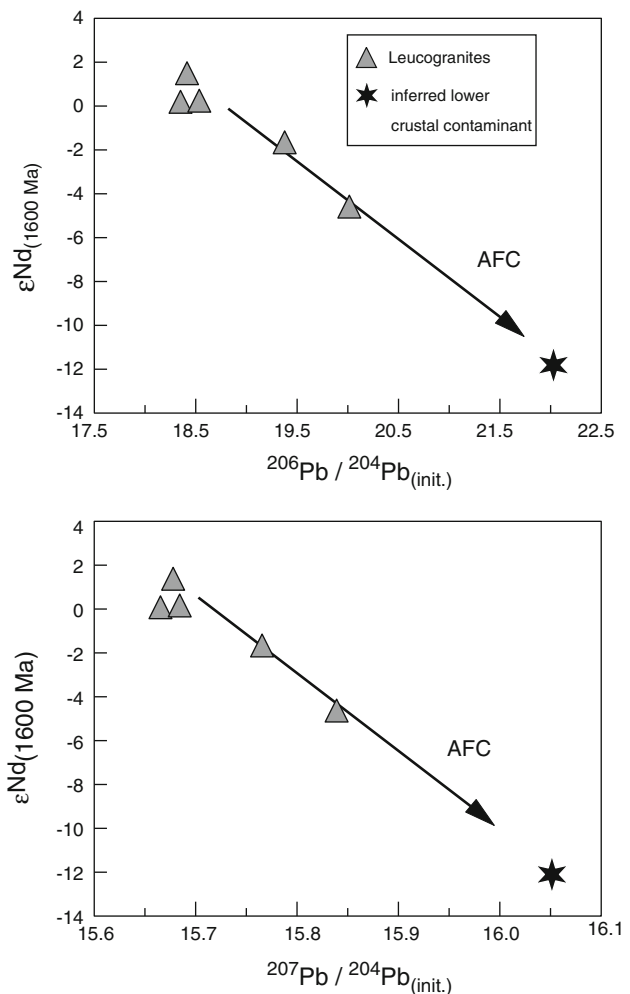 4
2
0
-2
-4
-6
-8
-10
-12
-14
εNd(1600 Ma)
Leucogranites
inferred lower
crustal contaminant
AFC
17.5 18.5 19.5 20.5 21.5 22.5
206Pb / 204Pb(init.)
4
2
0
-2
-4
-6
-8
-10
-12
-14
εNd(1600 Ma)
AFC
15.6 15.7 15.8 15.9 16.0 16.1
207Pb / 204Pb(init.)